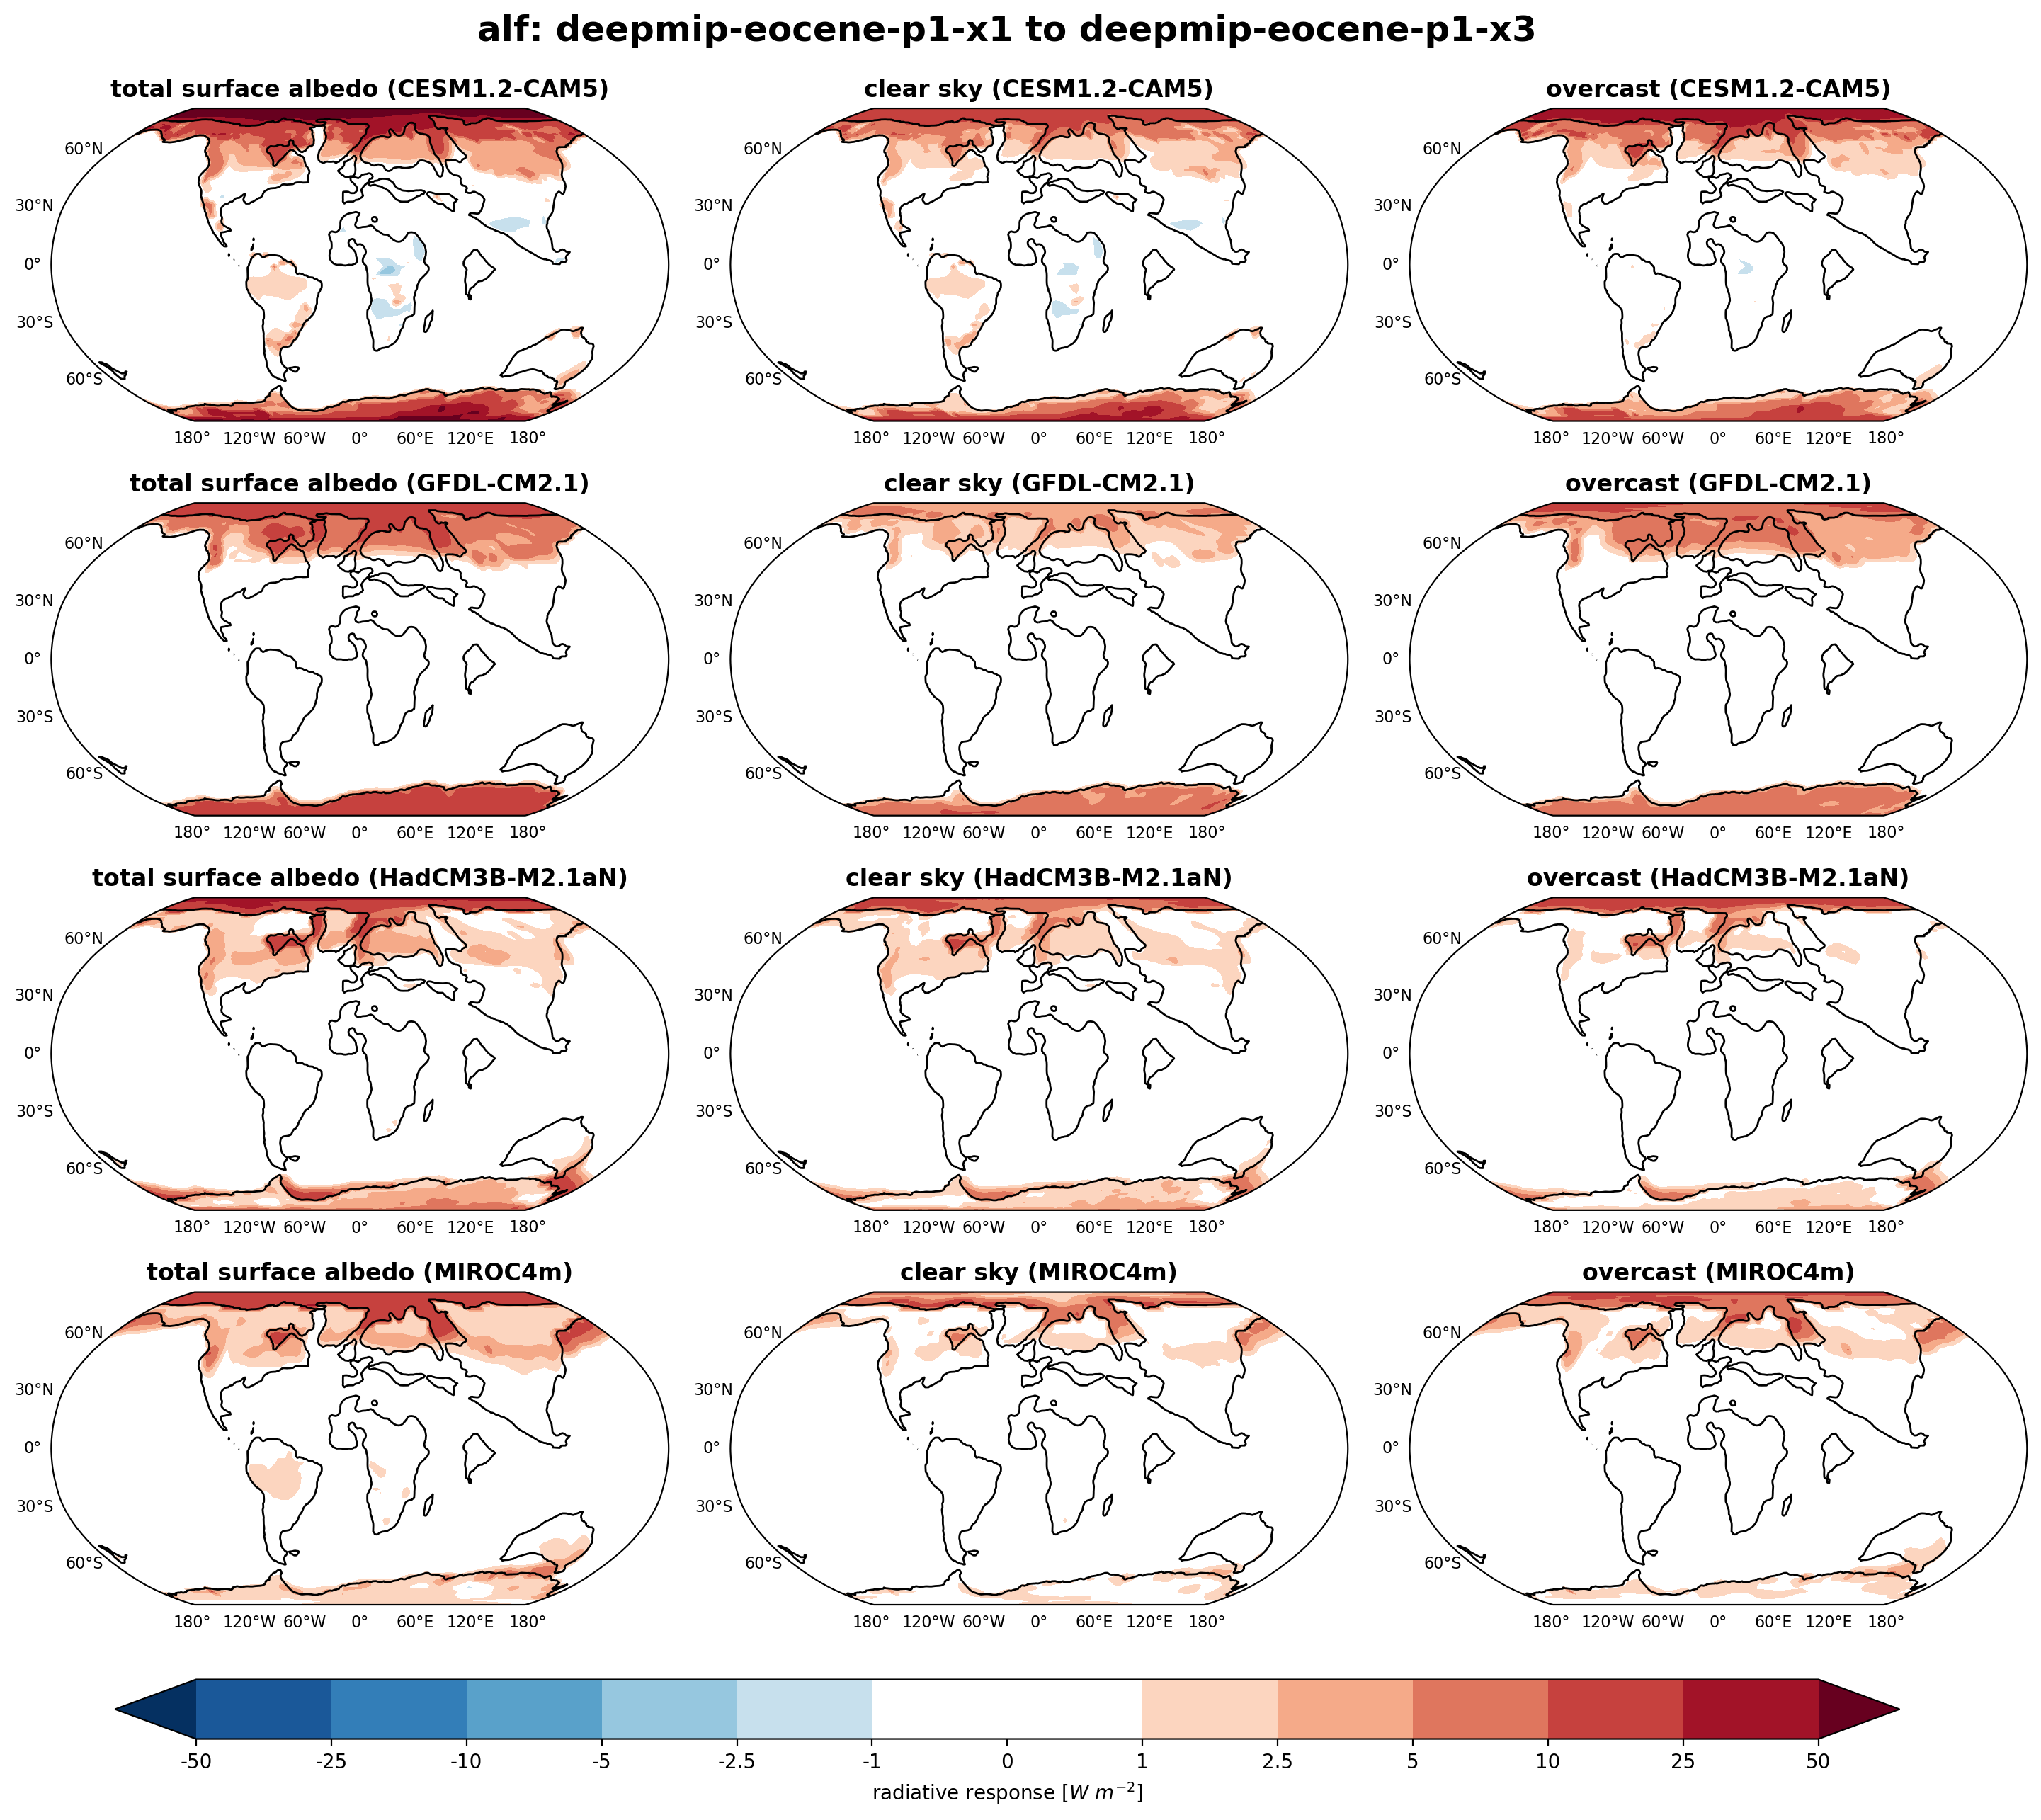 alf: deepmip-eocene-p1-x1 to deepmip-eocene-p1-x3
total surface albedo (CESM1.2-CAM5) clear sky (CESM1.2-CAM5) overcast (CESM1.2-CAM5)
60°N 60°N 60°N
30°N 30°N 30°N
0° 0° 0°
30°S 30°S 30°S
60°S 60°S 60°S
180° 120°W 60°W 0° 60°E 120°E 180° 180° 120°W 60°W 0° 60°E 120°E 180° 180° 120°W 60°W 0° 60°E 120°E 180°
total surface albedo (GFDL-CM2.1) clear sky (GFDL-CM2.1) overcast (GFDL-CM2.1)
60°N 60°N 60°N
30°N 30°N 30°N
0° 0° 0°
30°S 30°S 30°S
60°S 60°S 60°S
180° 120°W 60°W 0° 60°E 120°E 180° 180° 120°W 60°W 0° 60°E 120°E 180° 180° 120°W 60°W 0° 60°E 120°E 180°
total surface albedo (HadCM3B-M2.1aN) clear sky (HadCM3B-M2.1aN) overcast (HadCM3B-M2.1aN)
60°N 60°N 60°N
30°N 30°N 30°N
0° 0° 0°
30°S 30°S 30°S
60°S 60°S 60°S
180° 120°W 60°W 0° 60°E 120°E 180° 180° 120°W 60°W 0° 60°E 120°E 180° 180° 120°W 60°W 0° 60°E 120°E 180°
total surface albedo (MIROC4m) clear sky (MIROC4m) overcast (MIROC4m)
60°N 60°N 60°N
30°N 30°N 30°N
0° 0° 0°
30°S 30°S 30°S
60°S 60°S 60°S
180° 120°W 60°W 0° 60°E 120°E 180° 180° 120°W 60°W 0° 60°E 120°E 180° 180° 120°W 60°W 0° 60°E 120°E 180°
-50 -25 -10 -5 -2.5 -1 0 1 2.5 5 10 25 50
radiative response [W m⁻²]